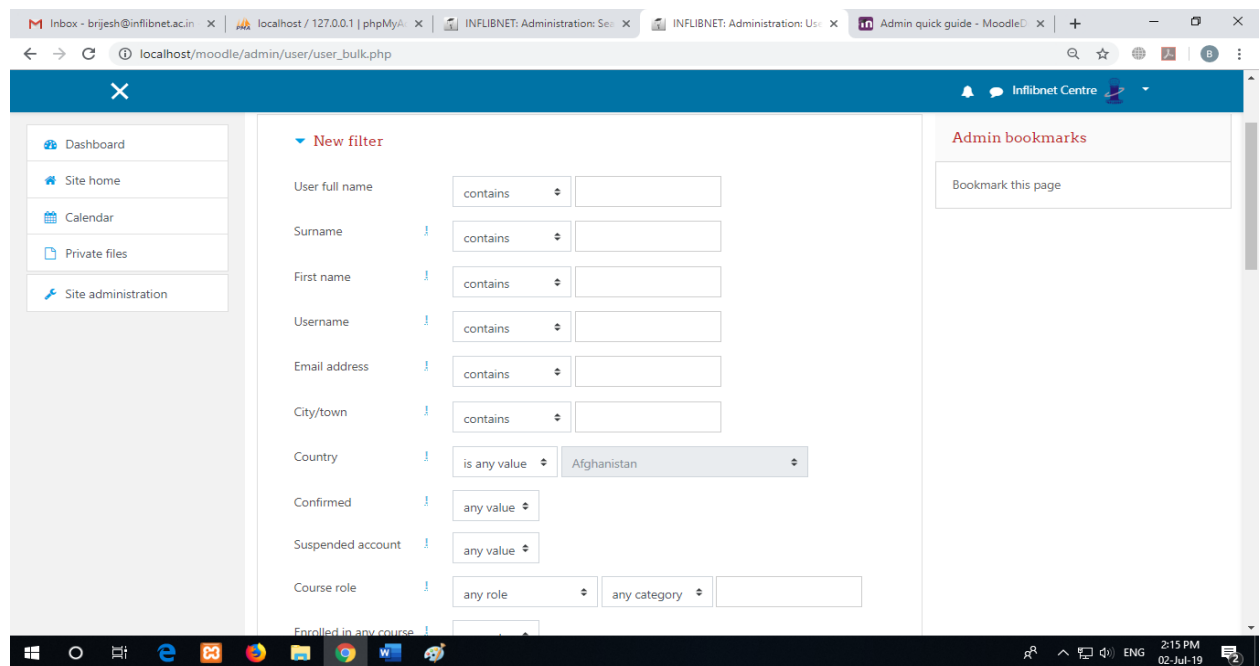 Inbox - brijesh@inflibnet.ac.in
localhost / 127.0.0.1 | phpMyA
INFLIBNET: Administration: Sea
INFLIBNET: Administration: Use
Admin quick guide - MoodleD
localhost/moodle/admin/user/user_bulk.php
B
Inflibnet Centre
Dashboard
Site home
Calendar
Private files
Site administration
New filter
User full name contains
Surname ! contains
First name ! contains
Username ! contains
Email address ! contains
City/town ! contains
Country ! is any value Afghanistan
Confirmed ! any value
Suspended account ! any value
Course role ! any role any category
Enrolled in any course !
Admin bookmarks
Bookmark this page
ENG
2:15 PM
02-Jul-19
2